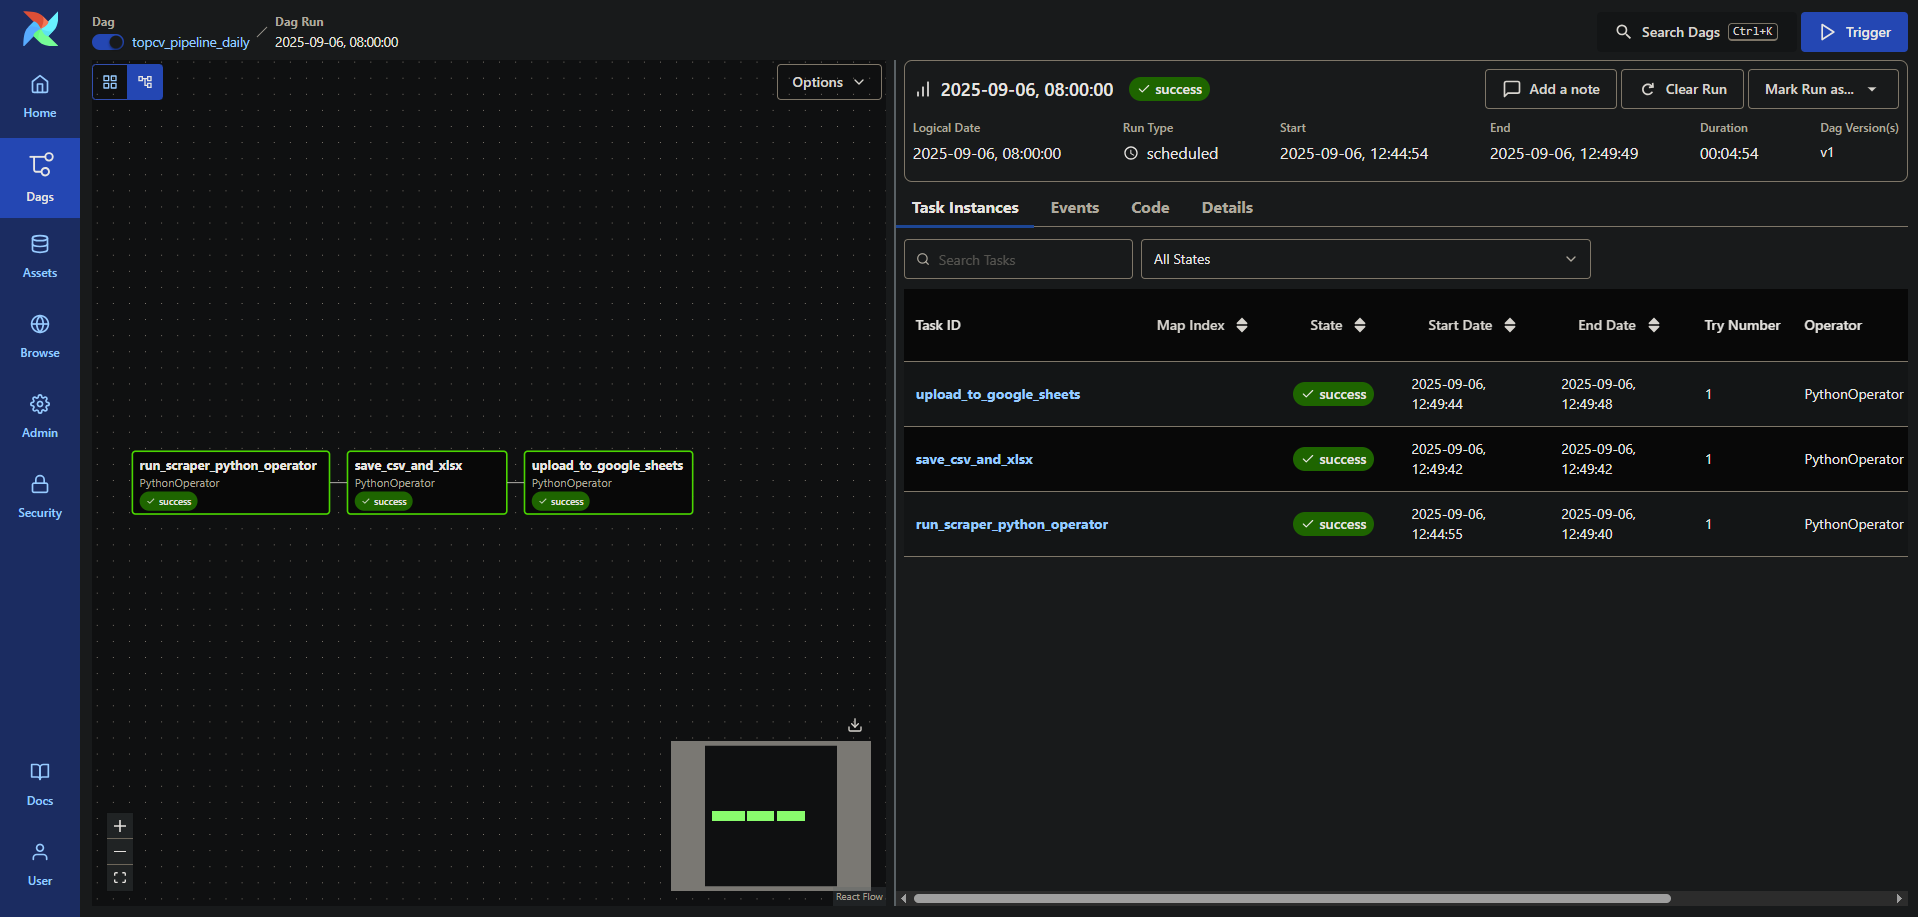 Dag
topcv_pipeline_daily
Dag Run
2025-09-06, 08:00:00
Search Dags Ctrl+K
Trigger
Home
Dags
Assets
Browse
Admin
Security
Docs
User
Options
run_scraper_python_operator
PythonOperator
success
save_csv_and_xlsx
PythonOperator
success
upload_to_google_sheets
PythonOperator
success
React Flow
2025-09-06, 08:00:00 success
Add a note
Clear Run
Mark Run as...
Logical Date Run Type Start End Duration Dag Version(s)
2025-09-06, 08:00:00 scheduled 2025-09-06, 12:44:54 2025-09-06, 12:49:49 00:04:54 v1
Task Instances Events Code Details
Search Tasks
All States
Task ID Map Index State Start Date End Date Try Number Operator
upload_to_google_sheets success 2025-09-06, 12:49:44 2025-09-06, 12:49:48 1 PythonOperator
save_csv_and_xlsx success 2025-09-06, 12:49:42 2025-09-06, 12:49:42 1 PythonOperator
run_scraper_python_operator success 2025-09-06, 12:44:55 2025-09-06, 12:49:40 1 PythonOperator